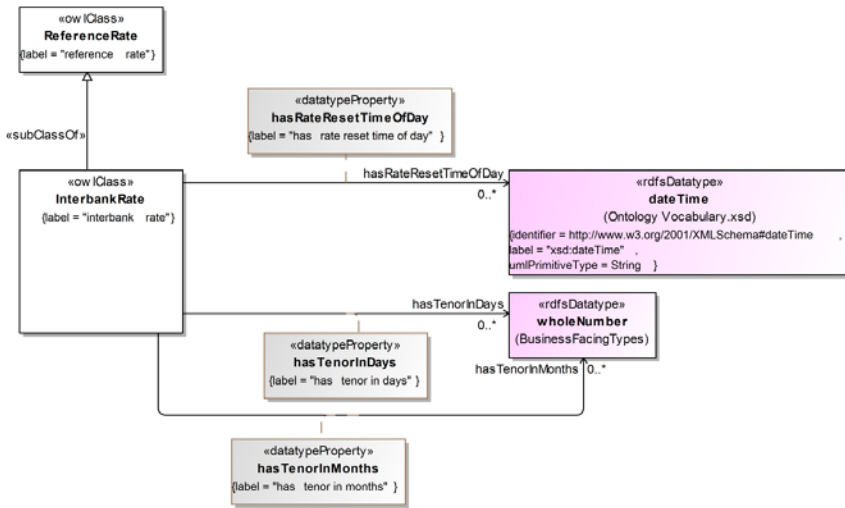 «owlClass»
ReferenceRate
{label = "reference rate"}
«subClassOf»
«datatypeProperty»
hasRateResetTimeOfDay
{label = "has rate reset time of day" }
«owlClass»
InterbankRate
{label = "interbank rate"}
hasRateResetTimeOfDay
0..*
«rdfsDatatype»
dateTime
(Ontology Vocabulary.xsd)
{identifier = http://www.w3.org/2001/XMLSchema#dateTime ,
label = "xsd:dateTime" ,
umlPrimitiveType = String }
hasTenorInDays
0..*
«rdfsDatatype»
wholeNumber
(BusinessFacingTypes)
«datatypeProperty»
hasTenorInDays
{label = "has tenor in days" }
hasTenorInMonths 0..*
«datatypeProperty»
hasTenorInMonths
{label = "has tenor in months" }